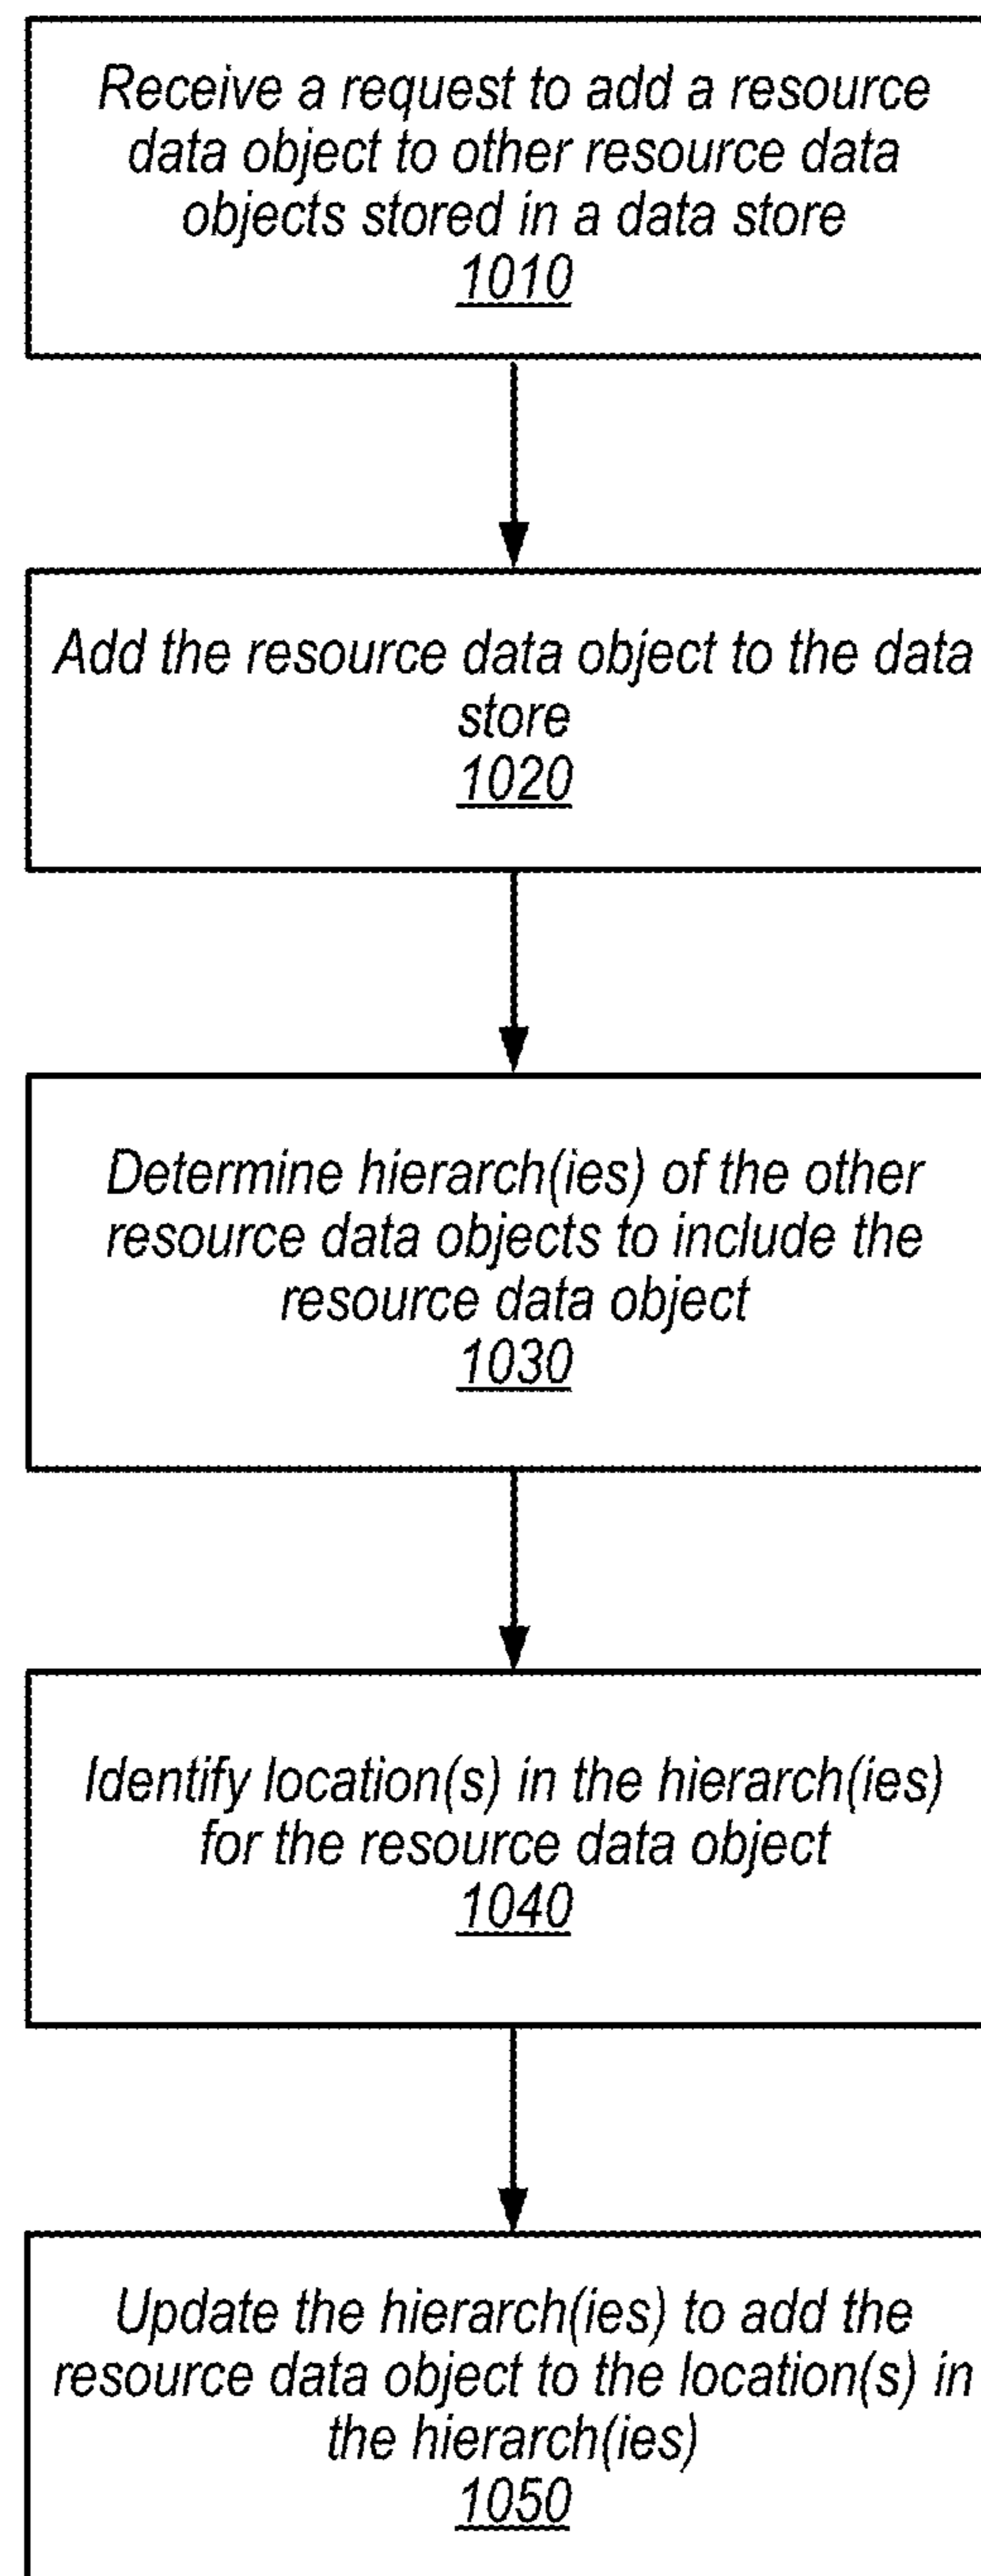 Receive a request to add a resource
data object to other resource data
objects stored in a data store
1010
Add the resource data object to the data
store
1020
Determine hierarch(ies) of the other
resource data objects to include the
resource data object
1030
Identify location(s) in the hierarch(ies)
for the resource data object
1040
Update the hierarch(ies) to add the
resource data object to the location(s) in
the hierarch(ies)
1050